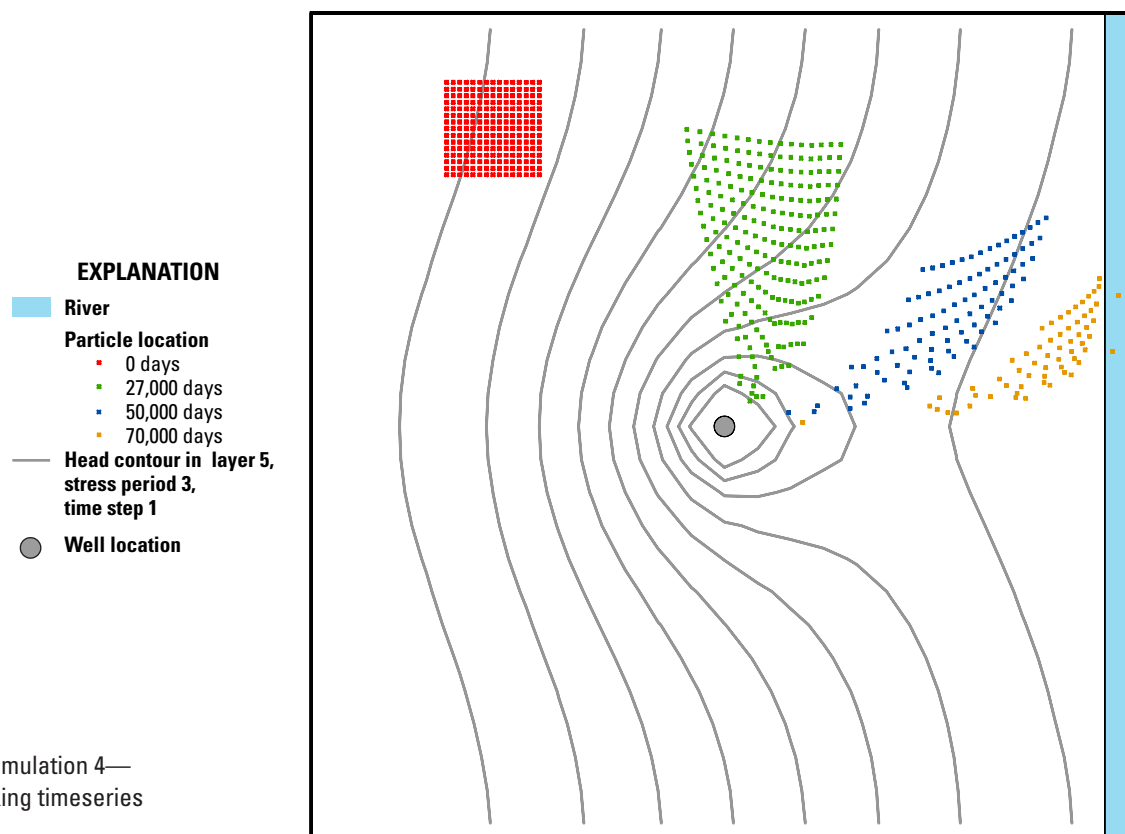 EXPLANATION
River
Particle location
0 days
27,000 days
50,000 days
70,000 days
Head contour in layer 5,
stress period 3,
time step 1
Well location
mulation 4—
ing timeseries